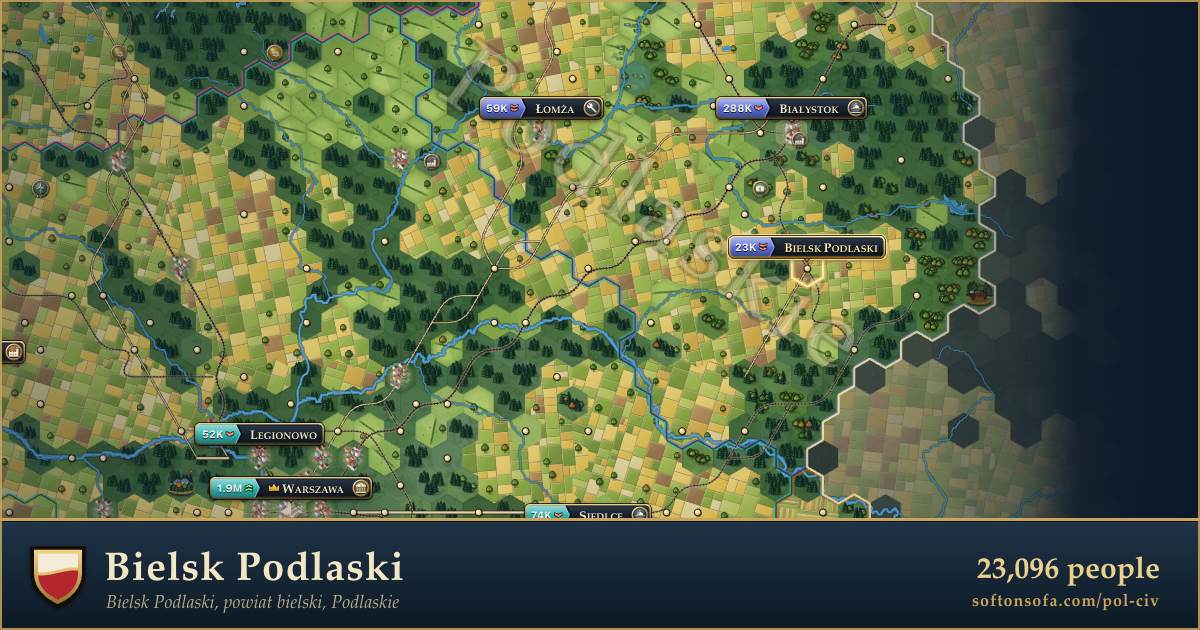 Podlaskie
59K ŁOMŻA
288K BIAŁYSTOK
23K BIELSK PODLASKI
52K LEGIONOWO
1.9M WARSZAWA
74K SIEDLCE
Bielsk Podlaski
Bielsk Podlaski, powiat bielski, Podlaskie
23,096 people
softonsofa.com/pol-civ